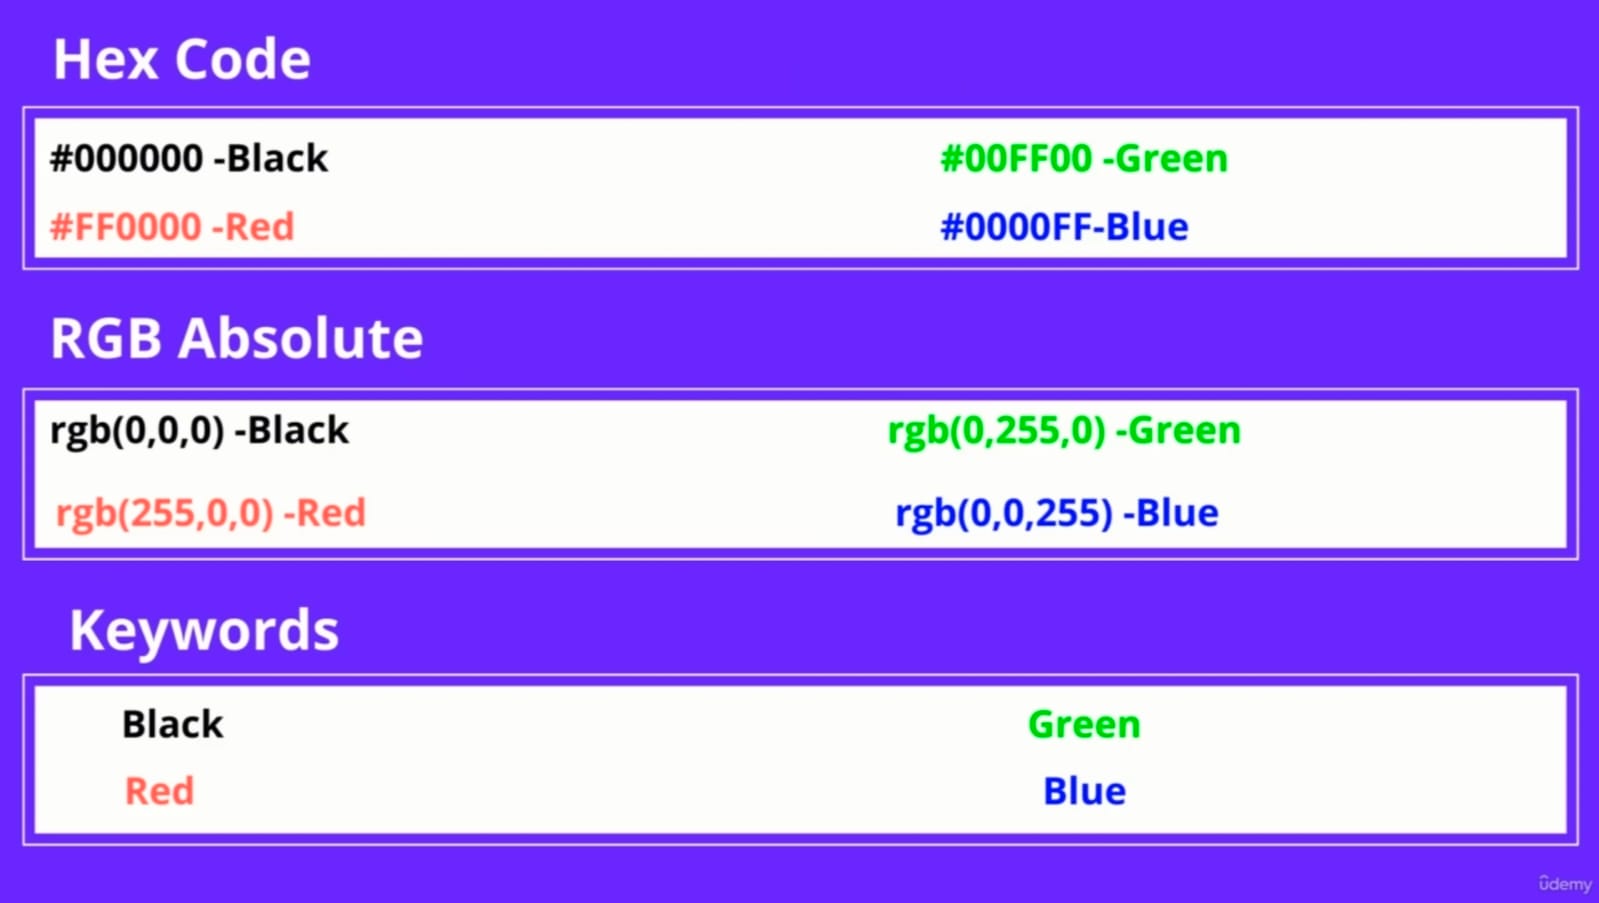 Hex Code
#000000 -Black
#00FF00 -Green
#FF0000 -Red
#0000FF-Blue
RGB Absolute
rgb(0,0,0) -Black
rgb(0,255,0) -Green
rgb(255,0,0) -Red
rgb(0,0,255) -Blue
Keywords
Black
Green
Red
Blue
ûdemy